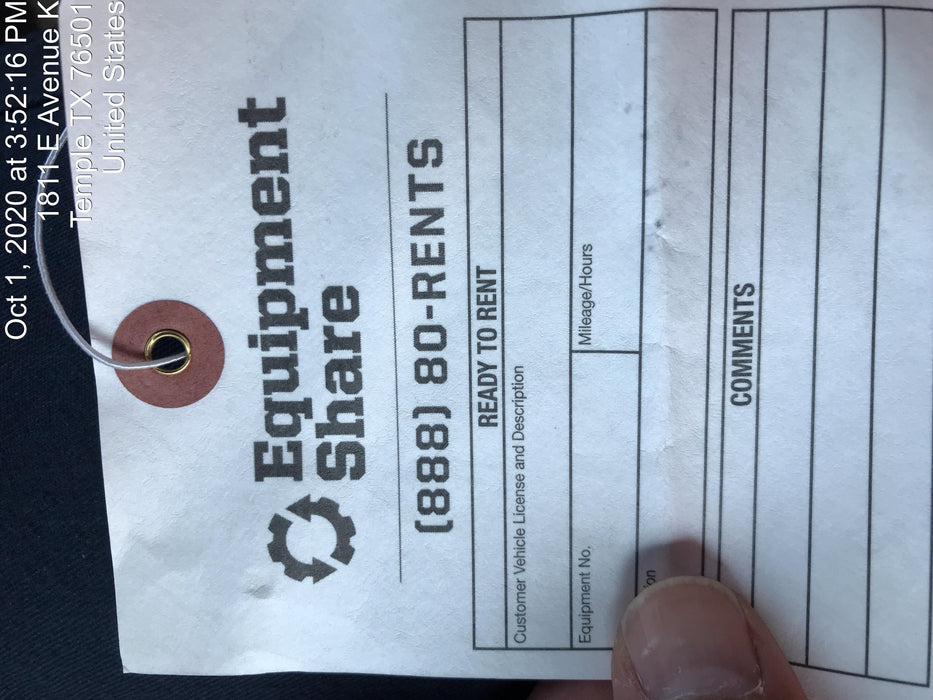 Oct 1, 2020 at 3:52:16 PM
1811 E Avenue K
Temple TX 76501
United States
Equipment
Share
(888) 80-RENTS
READY TO RENT
Customer Vehicle License and Description
Equipment No. Mileage/Hours
COMMENTS